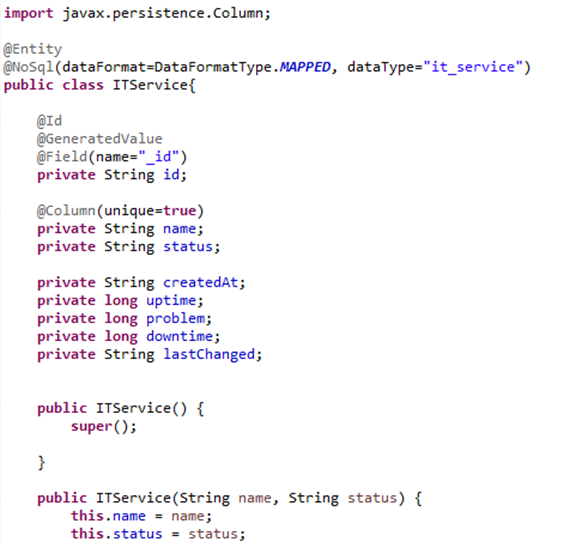 import javax.persistence.Column;
@Entity
@NoSql(dataFormat=DataFormatType.MAPPED, dataType="it_service")
public class ITService{
@Id
@GeneratedValue
@Field(name="_id")
private String id;
@Column(unique=true)
private String name;
private String status;
private String createdAt;
private long uptime;
private long problem;
private long downtime;
private String lastChanged;
public ITService() {
super();
}
public ITService(String name, String status) {
this.name = name;
this.status = status;